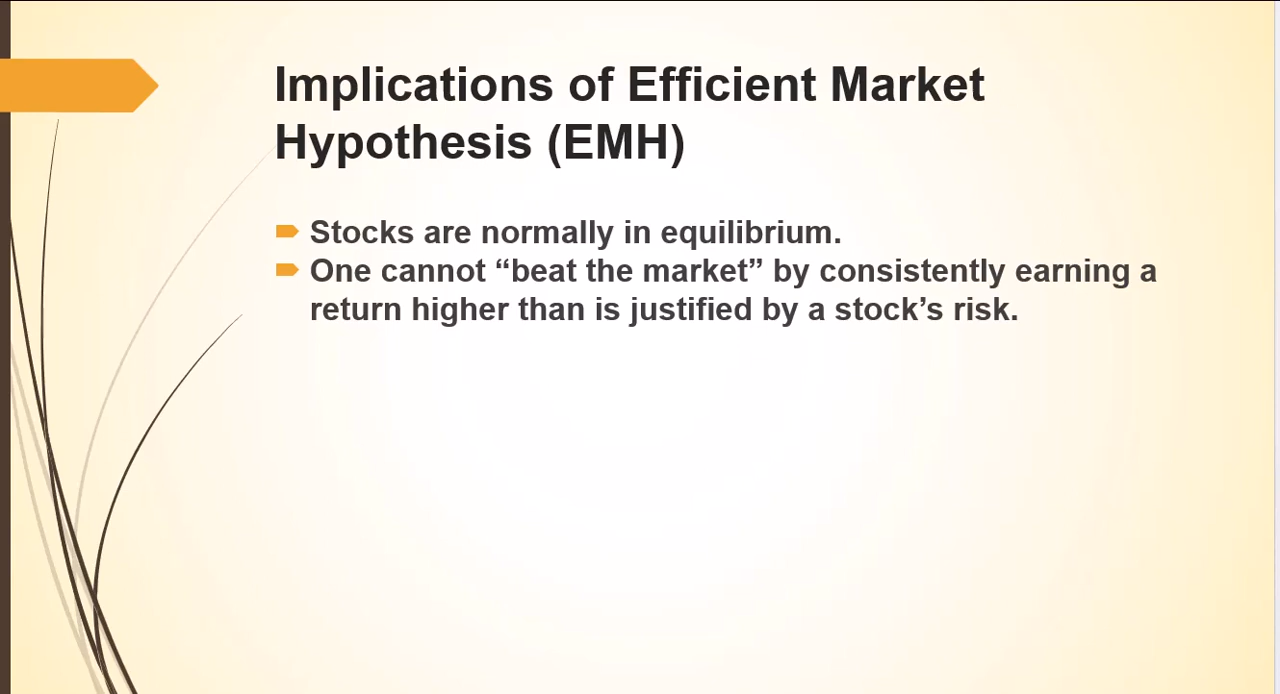 Implications of Efficient Market
Hypothesis (EMH)
Stocks are normally in equilibrium.
One cannot “beat the market” by consistently earning a
return higher than is justified by a stock’s risk.